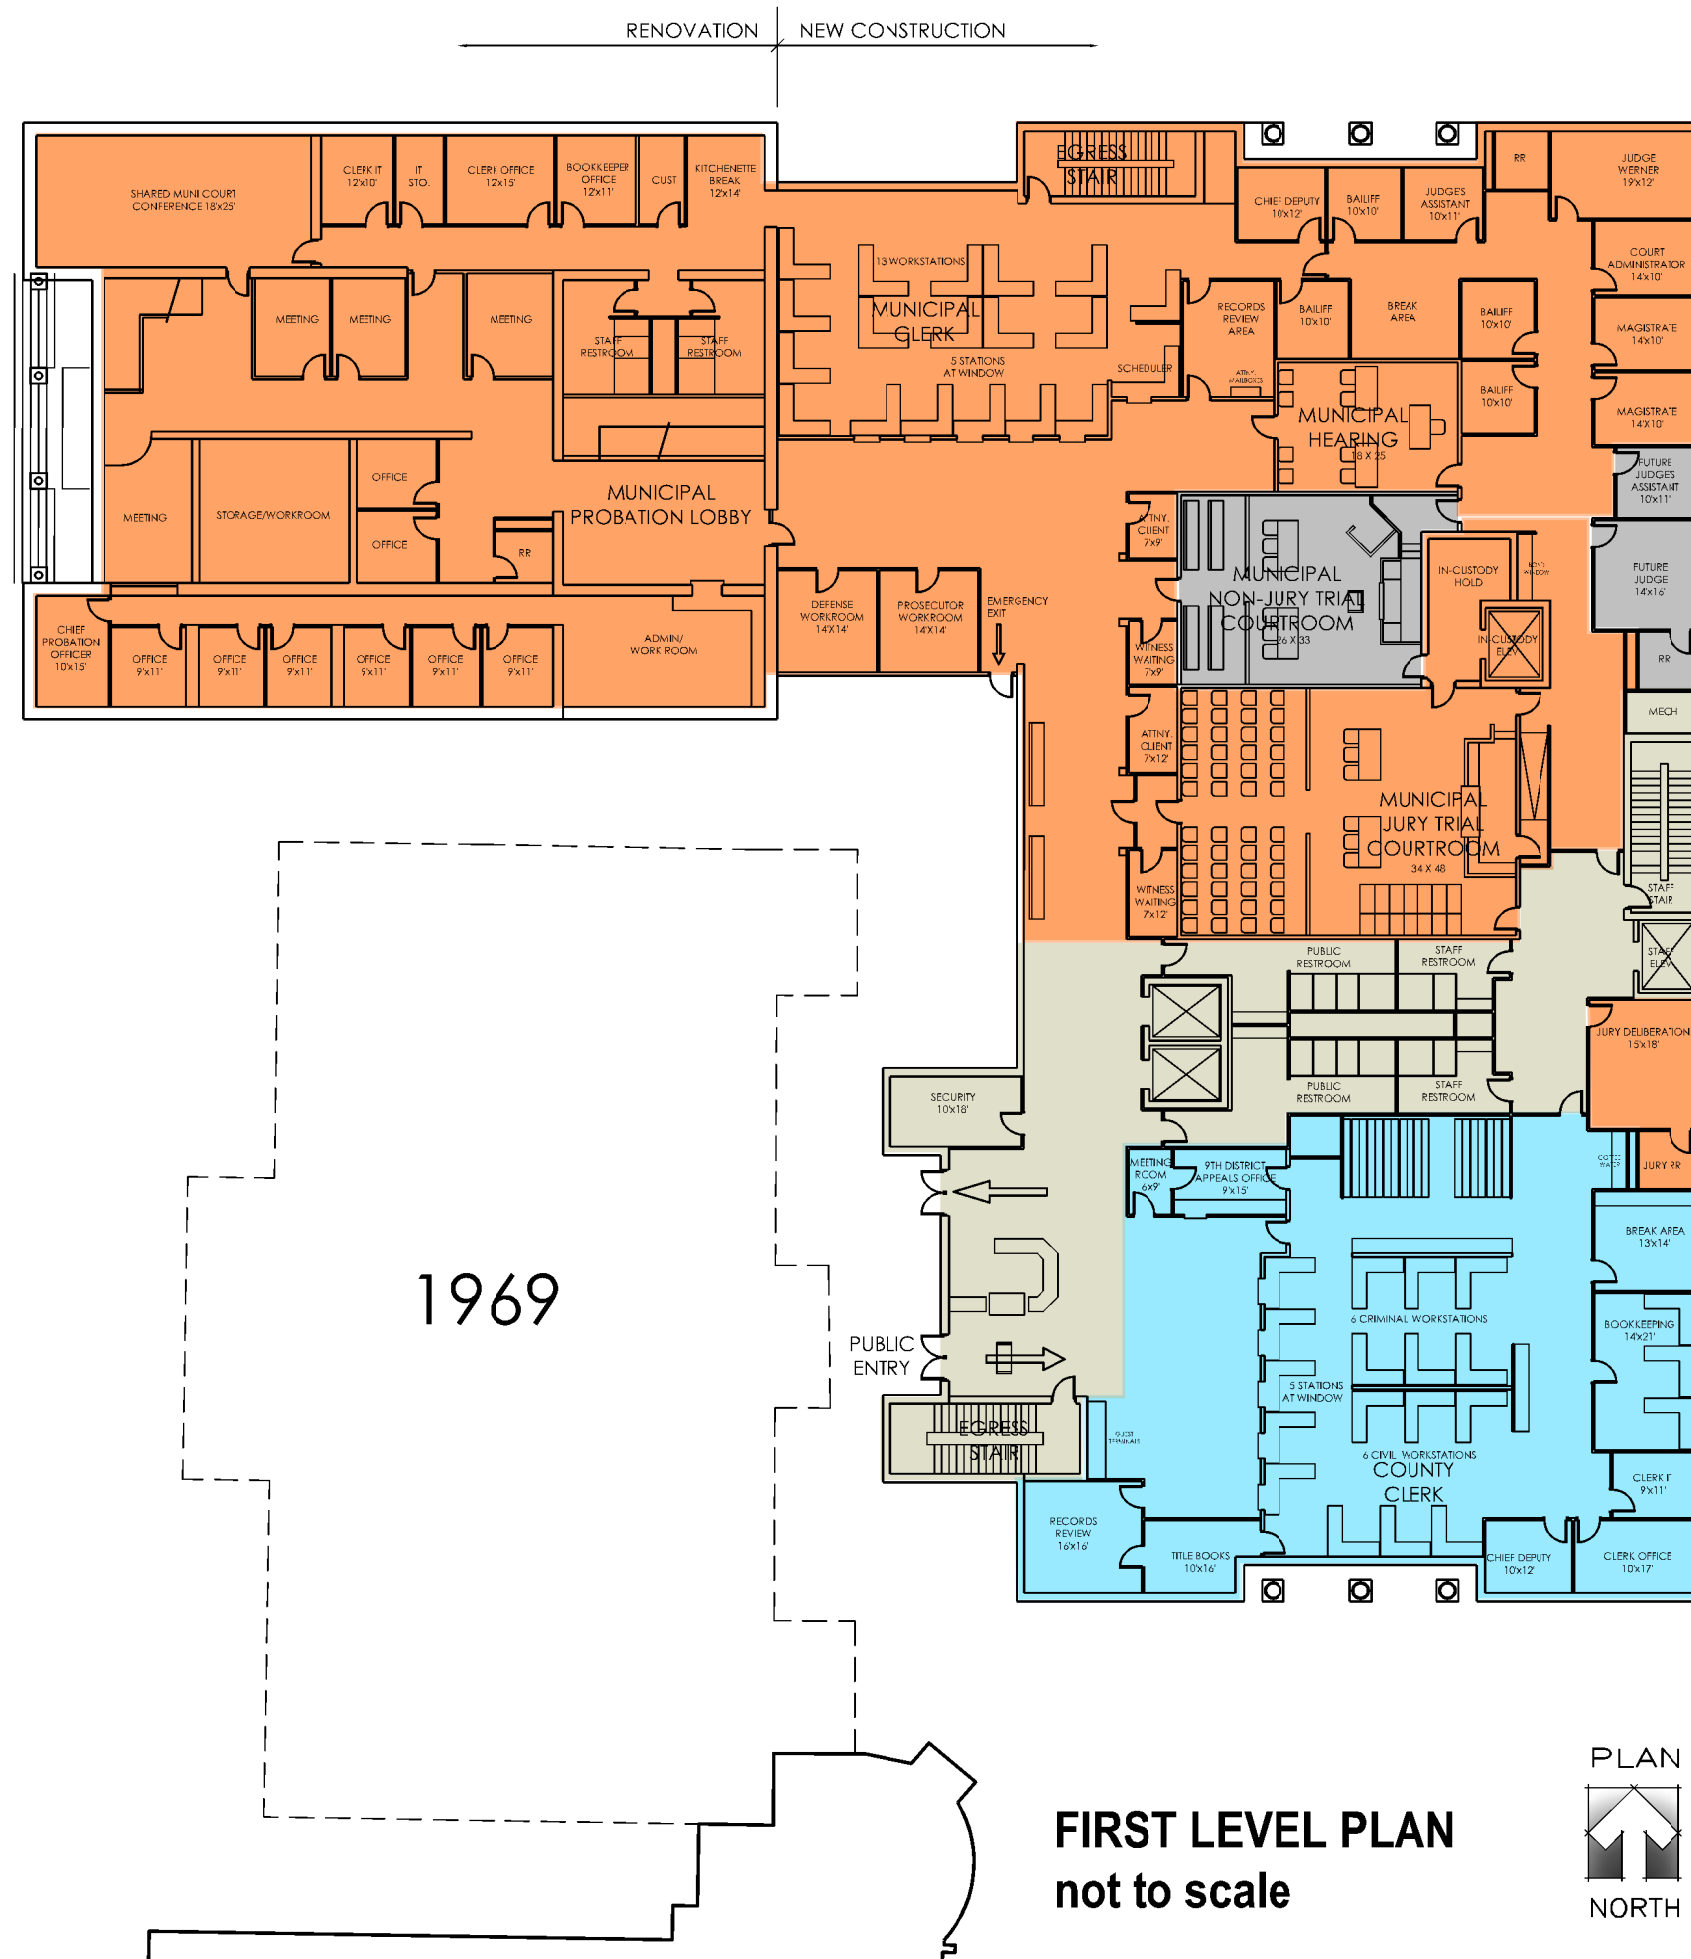 RENOVATION
NEW CONSTRUCTION
SHARED MUNI COURT
CONFERENCE 18'x25'
CLERK IT
12'x10'
IT
STO.
CLERK OFFICE
12'x15'
BOOKKEEPER
OFFICE
12'x11'
CUST
KITCHENETTE
BREAK
12'x14'
EGRESS
STAIR
CHIEF DEPUTY
10'x12'
BAILIFF
10'x10'
JUDGE'S
ASSISTANT
10'x11'
RR
JUDGE
WERNER
19'x12'
COURT
ADMINISTRATOR
14'x10'
MEETING
MEETING
MEETING
STAFF
RESTROOM
STAFF
RESTROOM
13 WORKSTATIONS
MUNICIPAL
CLERK
5 STATIONS
AT WINDOW
SCHEDULER
RECORDS
REVIEW
AREA
ATTNY.
MAILBOXES
BAILIFF
10'x10'
BREAK
AREA
BAILIFF
10'x10'
MAGISTRATE
14'x10'
BAILIFF
10'x10'
MAGISTRATE
14'X10'
MUNICIPAL
HEARING
18 X 25
FUTURE
JUDGES
ASSISTANT
10'x11'
MEETING
STORAGE/WORKROOM
OFFICE
OFFICE
RR
MUNICIPAL
PROBATION LOBBY
ATTNY.
CLIENT
7'x9'
MUNICIPAL
NON-JURY TRIAL
COURTROOM
26 X 33
IN-CUSTODY
HOLD
WINDOW
IN-CUSTODY
ELEV
FUTURE
JUDGE
14'x16'
RR
CHIEF
PROBATION
OFFICER
10'x15'
OFFICE
9'x11'
OFFICE
9'x11'
OFFICE
9'x11'
OFFICE
9'x11'
OFFICE
9'x11'
OFFICE
9'x11'
ADMIN/
WORK ROOM
DEFENSE
WORKROOM
14'X14'
PROSECUTOR
WORKROOM
14'X14'
EMERGENCY
EXIT
WITNESS
WAITING
7'x9'
ATTNY.
CLIENT
7'x12'
MECH
MUNICIPAL
JURY TRIAL
COURTROOM
34 X 48
WITNESS
WAITING
7'x12'
STAFF
STAIR
STAFF
ELEV
PUBLIC
RESTROOM
STAFF
RESTROOM
JURY DELIBERATION
15'x18'
PUBLIC
RESTROOM
STAFF
RESTROOM
SECURITY
10'x18'
MEETING
ROOM
6x9'
9TH DISTRICT
APPEALS OFFICE
9'x15'
COFFEE
WATER
JURY RR
BREAK AREA
13'x14'
1969
PUBLIC
ENTRY
6 CRIMINAL WORKSTATIONS
BOOKKEEPING
14'x21'
5 STATIONS
AT WINDOW
EGRESS
STAIR
GUEST
TERMINALS
6 CIVIL WORKSTATIONS
COUNTY
CLERK
CLERK IT
9'x11'
RECORDS
REVIEW
16'x16'
TITLE BOOKS
10'x16'
CHIEF DEPUTY
10'x12'
CLERK OFFICE
10'x17'
FIRST LEVEL PLAN
not to scale
PLAN
NORTH